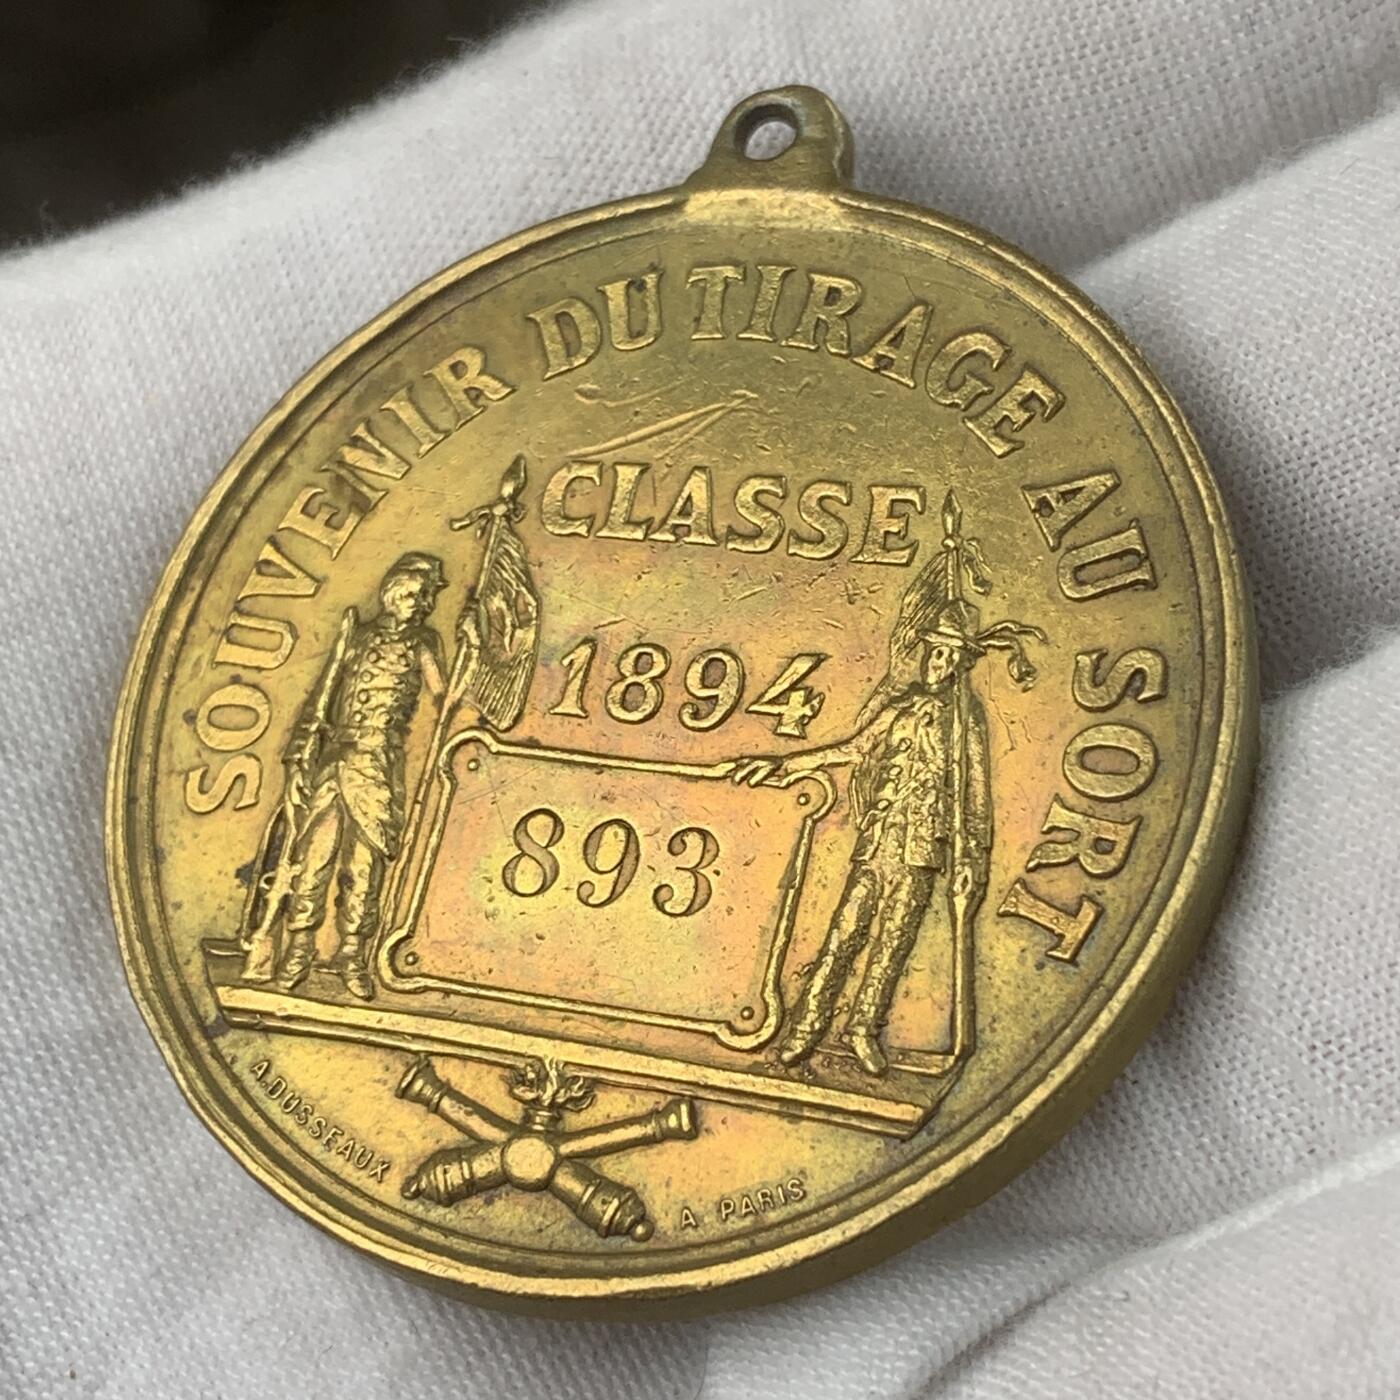 SOUVENIR DU TIRAGE AU SORT
CLASSE
1894
893
A. DUSSEAUX
A PARIS